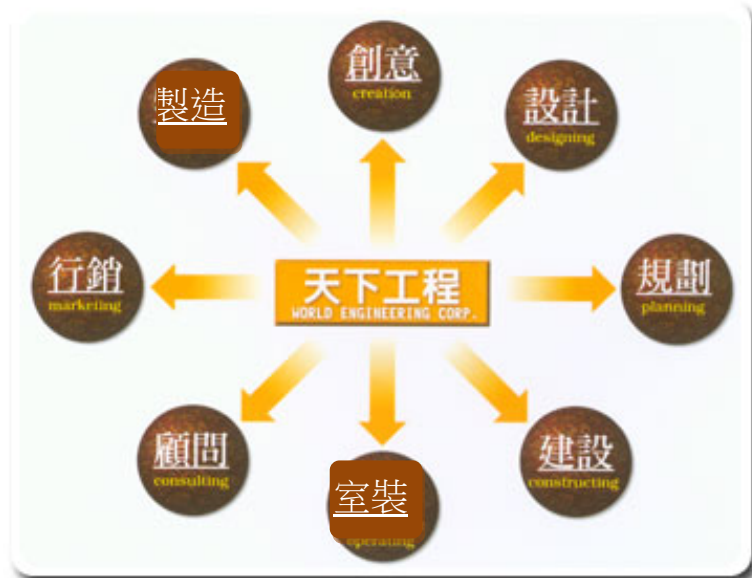 創意
creation
製造
設計
designing
行銷
marketing
天下工程
WORLD ENGINEERING CORP.
規劃
planning
顧問
consulting
建設
constructing
室裝
operating